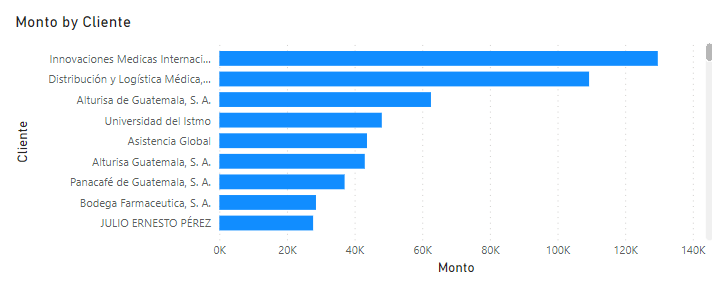 Monto by Cliente
Innovaciones Medicas Internaci...
Distribución y Logística Médica,...
Alturisa de Guatemala, S. A.
Universidad del Istmo
Asistencia Global
Alturisa Guatemala, S. A.
Panacafé de Guatemala, S. A.
Bodega Farmaceutica, S. A.
JULIO ERNESTO PÉREZ
Cliente
0K 20K 40K 60K 80K 100K 120K 140K
Monto